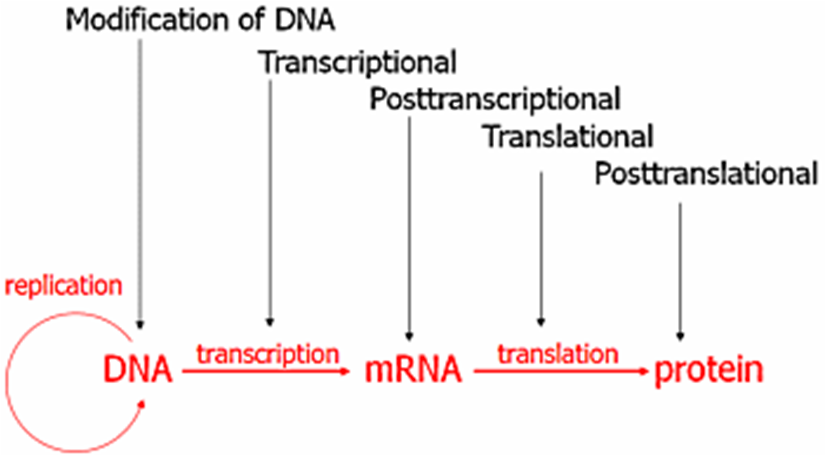 Modification of DNA
Transcriptional
Posttranscriptional
Translational
Posttranslational
replication
DNA transcription mRNA translation protein